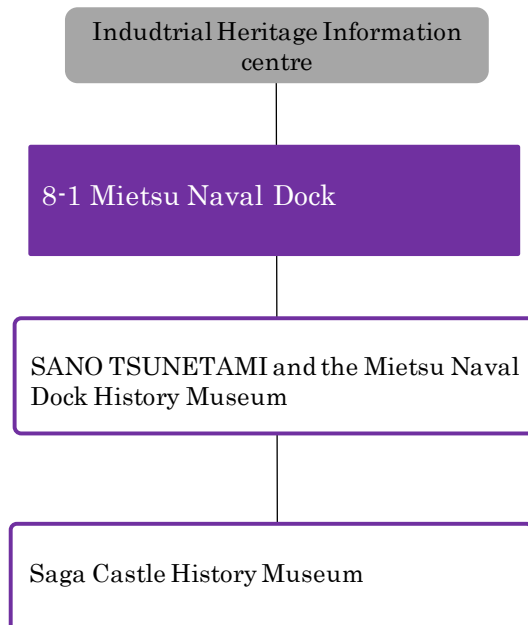 Indudtrial Heritage Information
centre
8-1 Mietsu Naval Dock
SANO TSUNETAMI and the Mietsu Naval
Dock History Museum
Saga Castle History Museum